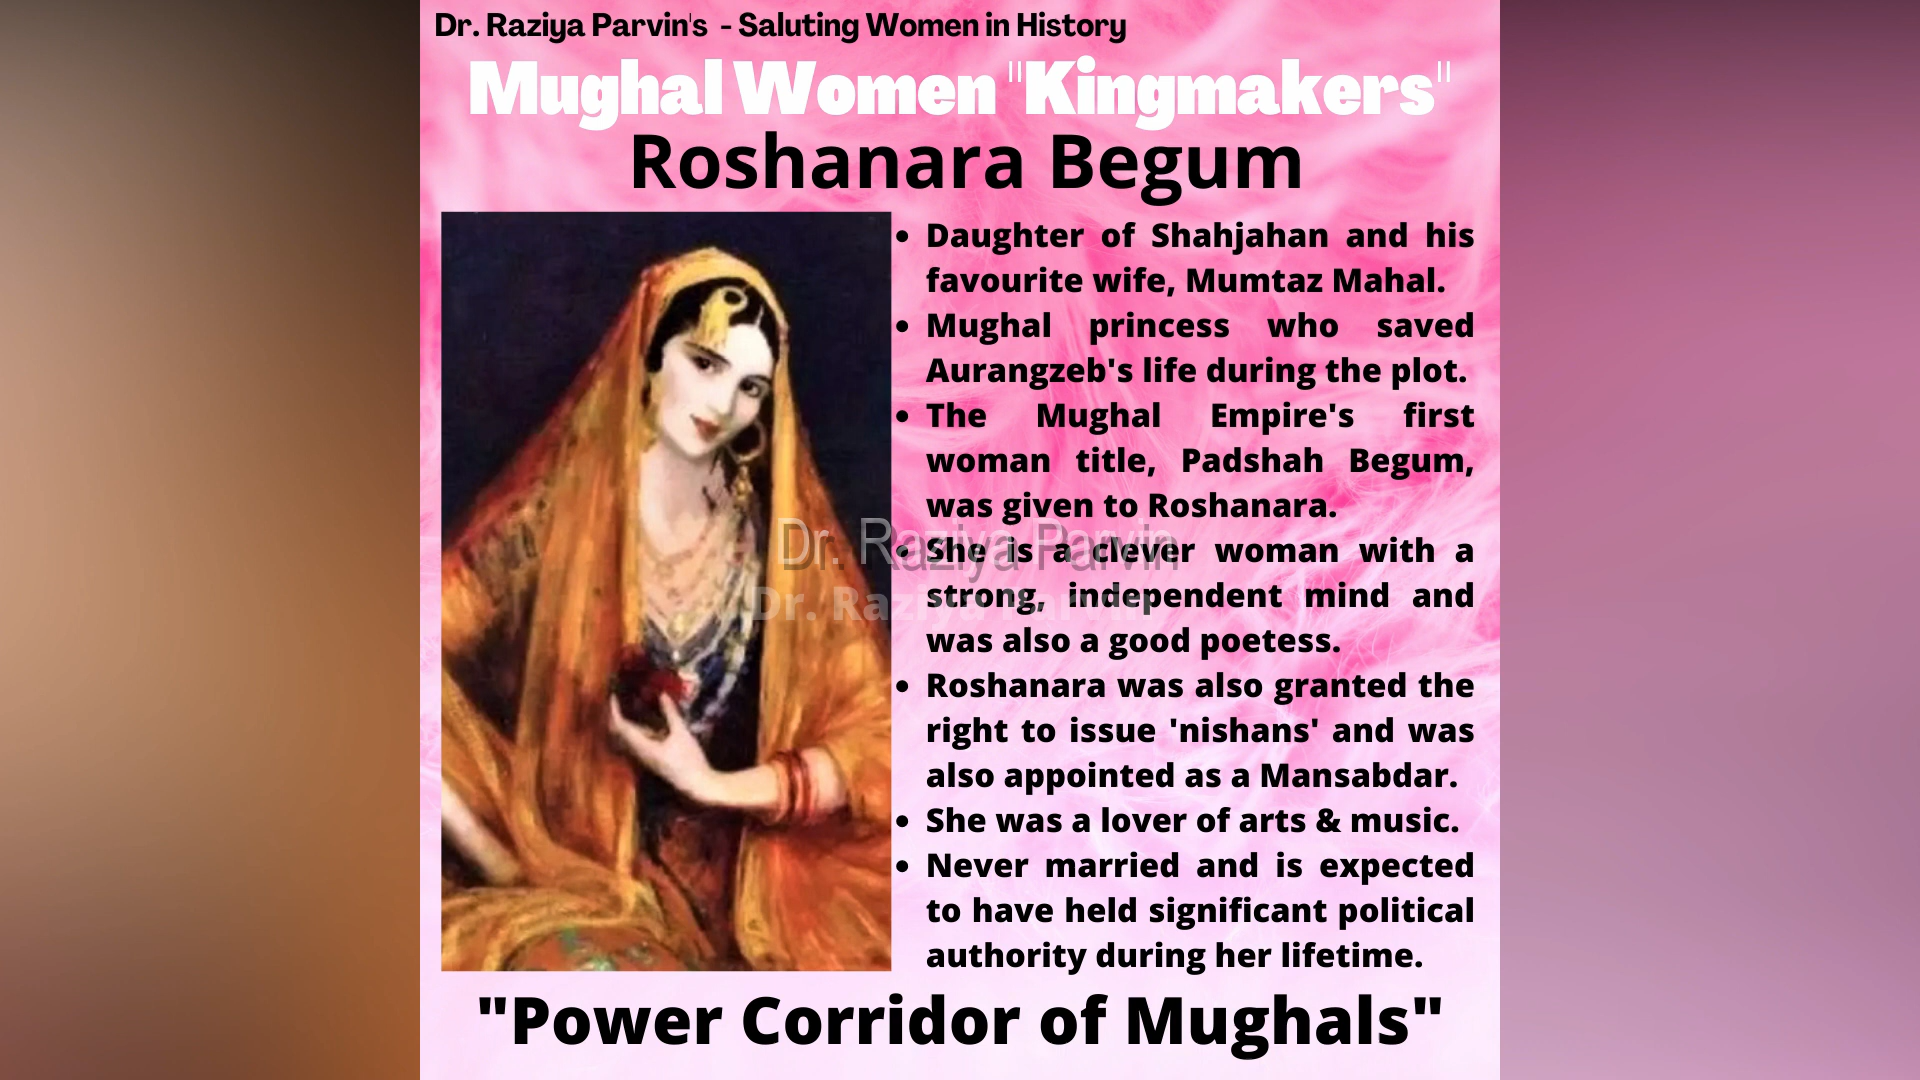 Dr. Raziya Parvin's - Saluting Women in History
Mughal Women "Kingmakers"
Roshanara Begum
• Daughter of Shahjahan and his
favourite wife, Mumtaz Mahal.
• Mughal princess who saved
Aurangzeb's life during the plot.
• The Mughal Empire's first
woman title, Padshah Begum,
was given to Roshanara.
• She is a clever woman with a
strong, independent mind and
was also a good poetess.
• Roshanara was also granted the
right to issue 'nishans' and was
also appointed as a Mansabdar.
• She was a lover of arts & music.
• Never married and is expected
to have held significant political
authority during her lifetime.
Dr. Raziya Parvin
Dr. Raziya Parvin
"Power Corridor of Mughals"